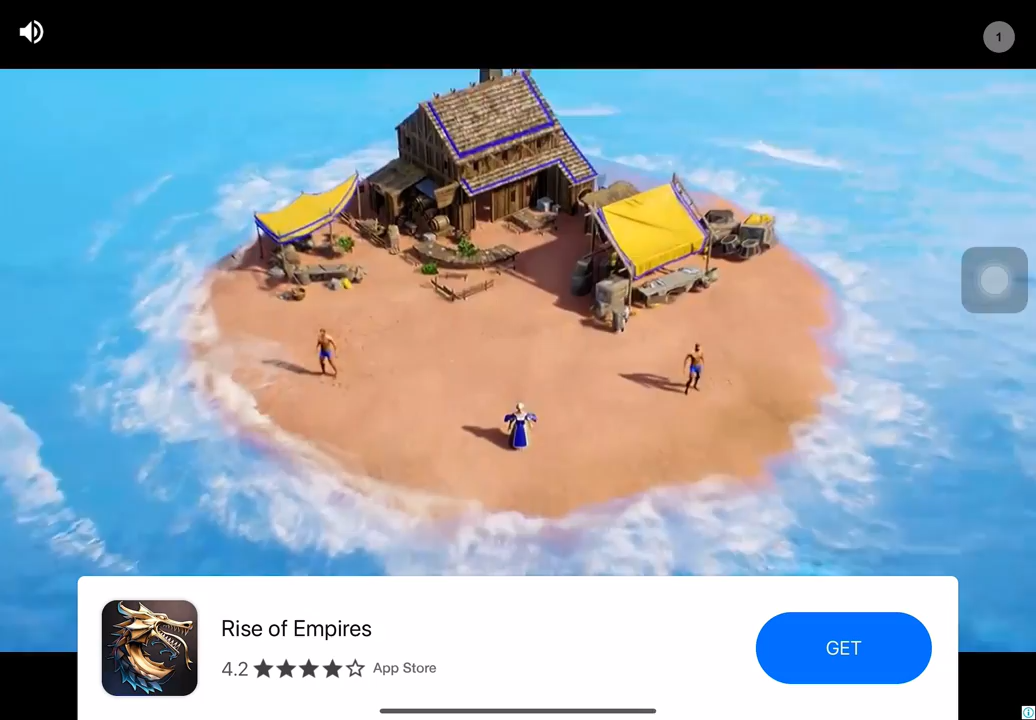 1
Rise of Empires
4.2 ★★★★☆ App Store
GET